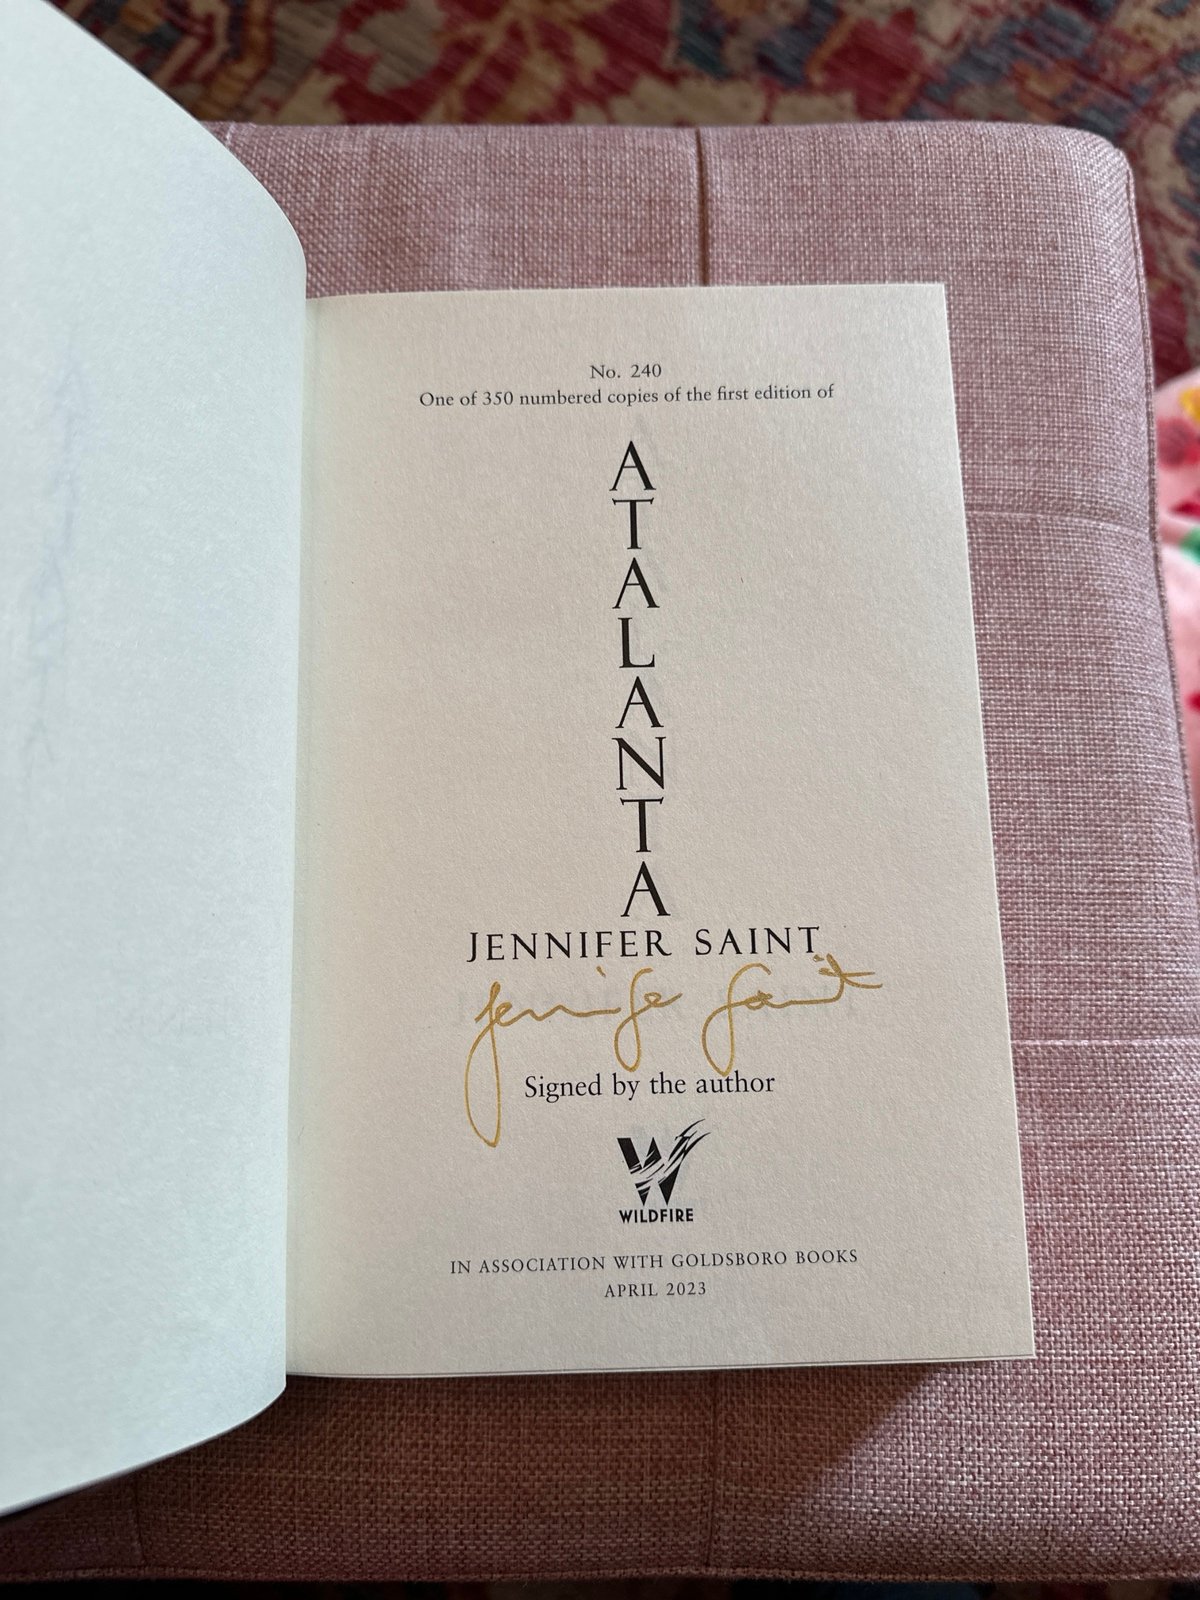 No. 240
One of 350 numbered copies of the first edition of
ATALANTA
JENNIFER SAINT
Jennifer Saint
Signed by the author
WILDFIRE
IN ASSOCIATION WITH GOLDSBORO BOOKS
APRIL 2023